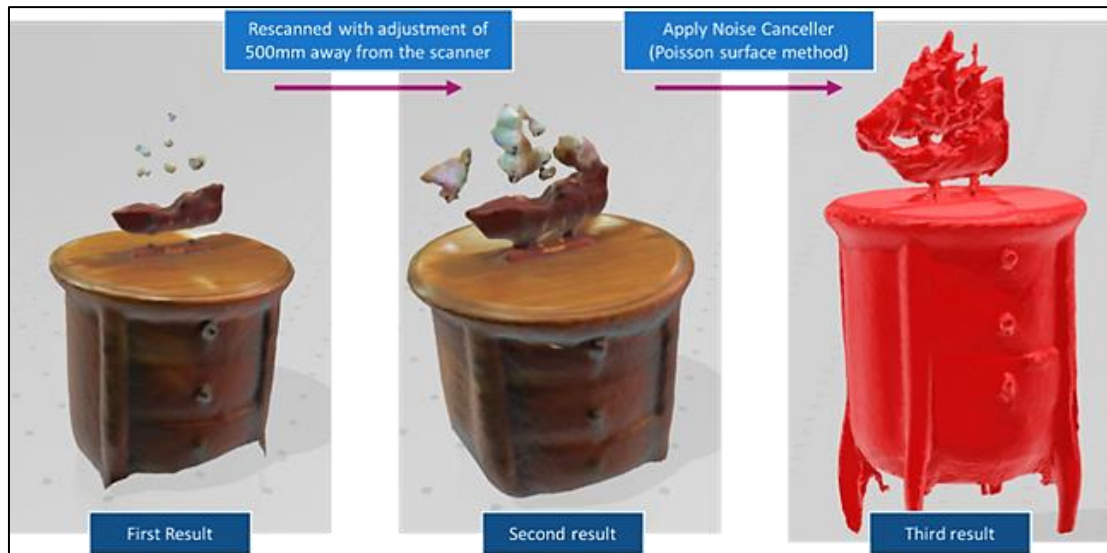 Rescanned with adjustment of
500mm away from the scanner
Apply Noise Canceller
(Poisson surface method)
First Result
Second result
Third result